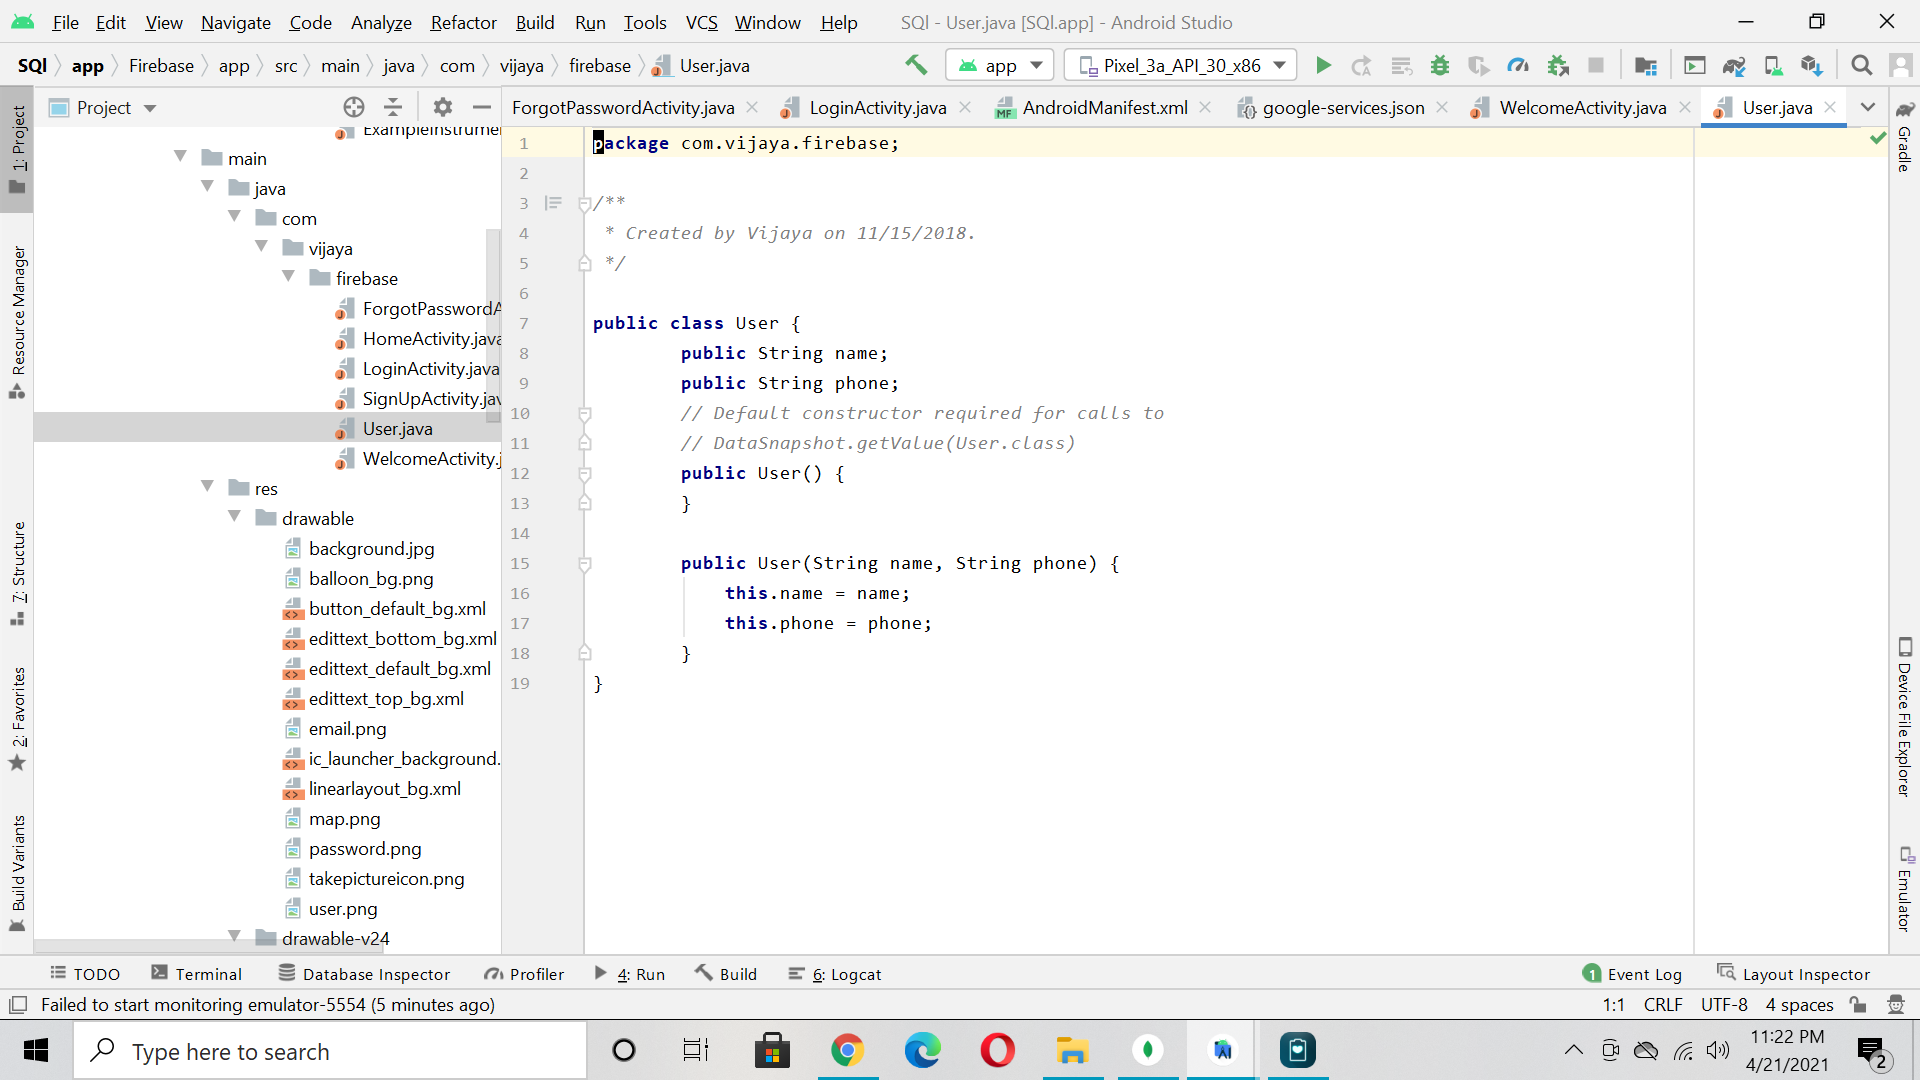 File Edit View Navigate Code Analyze Refactor Build Run Tools VCS Window Help SQl - User.java [SQl.app] - Android Studio
SQl app Firebase app src main java com vijaya firebase User.java app Pixel_3a_API_30_x86
Project ForgotPasswordActivity.java LoginActivity.java AndroidManifest.xml google-services.json WelcomeActivity.java User.java
1: Project
Resource Manager
7: Structure
2: Favorites
Build Variants
ExampleInstrume
main
java
com
vijaya
firebase
ForgotPasswordA
HomeActivity.java
LoginActivity.java
SignUpActivity.jav
User.java
WelcomeActivity.j
res
drawable
background.jpg
balloon_bg.png
button_default_bg.xml
edittext_bottom_bg.xml
edittext_default_bg.xml
edittext_top_bg.xml
email.png
ic_launcher_background.
linearlayout_bg.xml
map.png
password.png
takepictureicon.png
user.png
drawable-v24
1 package com.vijaya.firebase;
2
3 /**
4 * Created by Vijaya on 11/15/2018.
5 */
6
7 public class User {
8 public String name;
9 public String phone;
10 // Default constructor required for calls to
11 // DataSnapshot.getValue(User.class)
12 public User() {
13 }
14
15 public User(String name, String phone) {
16 this.name = name;
17 this.phone = phone;
18 }
19 }
Gradle
Device File Explorer
Emulator
TODO Terminal Database Inspector Profiler 4: Run Build 6: Logcat 1 Event Log Layout Inspector
Failed to start monitoring emulator-5554 (5 minutes ago) 1:1 CRLF UTF-8 4 spaces
Type here to search
11:22 PM
4/21/2021
2